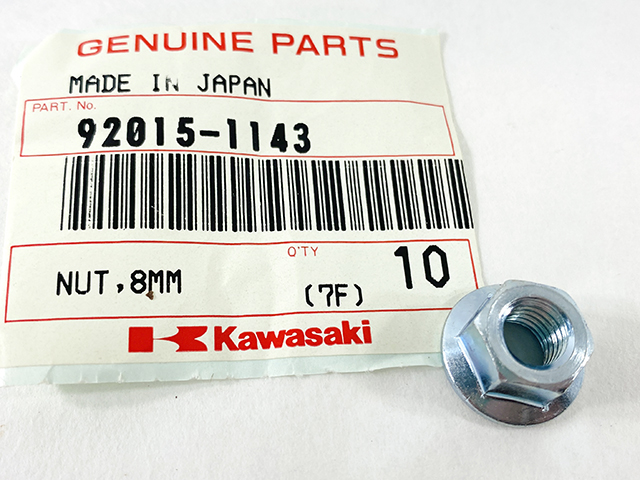 GENUINE PARTS
MADE IN JAPAN
PART. No.
92015-1143
Q'TY
NUT,8MM
(7F)
10
Kawasaki